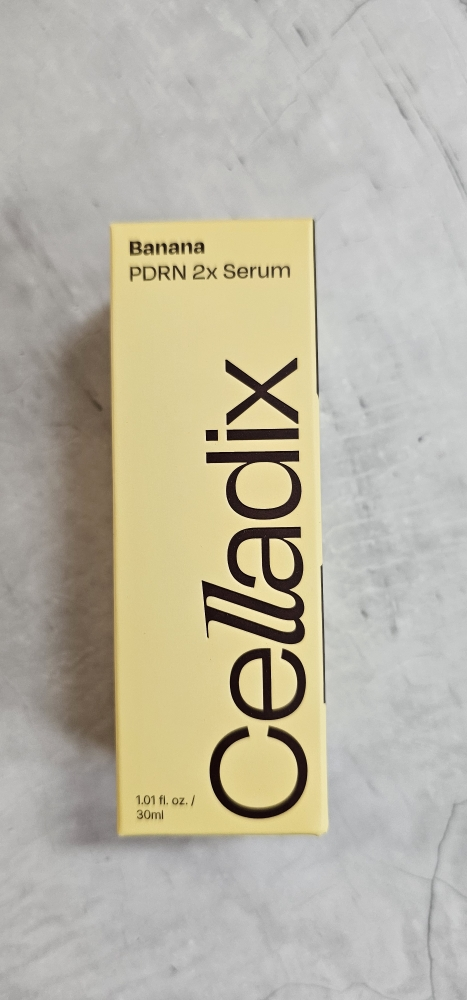 Banana
PDRN 2x Serum
Celladix
1.01 fl. oz. /
30ml